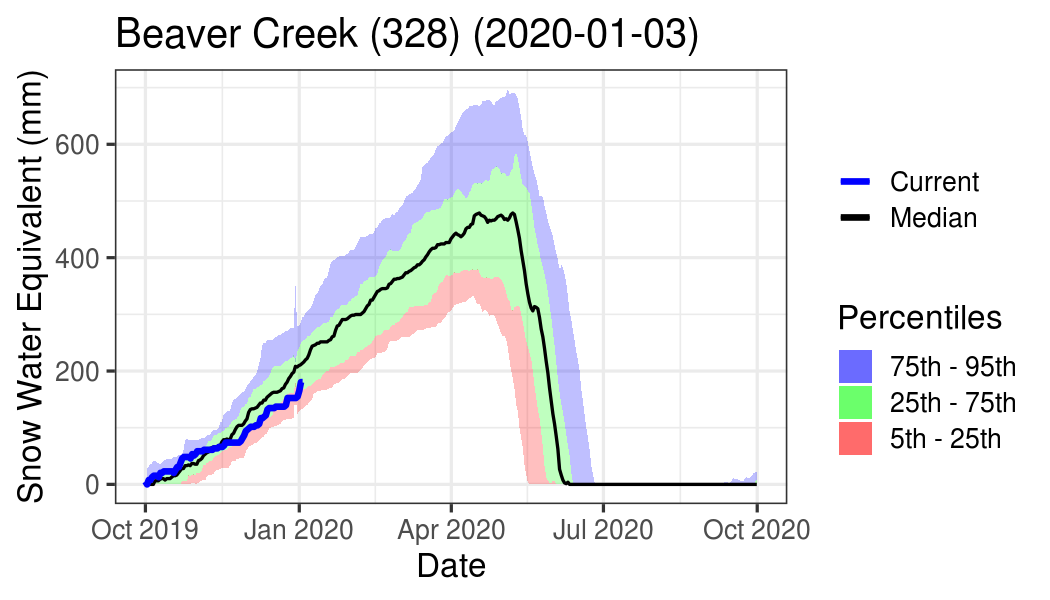 Beaver Creek (328) (2020-01-03)
Snow Water Equivalent (mm)
600
400
200
0
Oct 2019
Jan 2020
Apr 2020
Jul 2020
Oct 2020
Date
Current
Median
Percentiles
75th - 95th
25th - 75th
5th - 25th